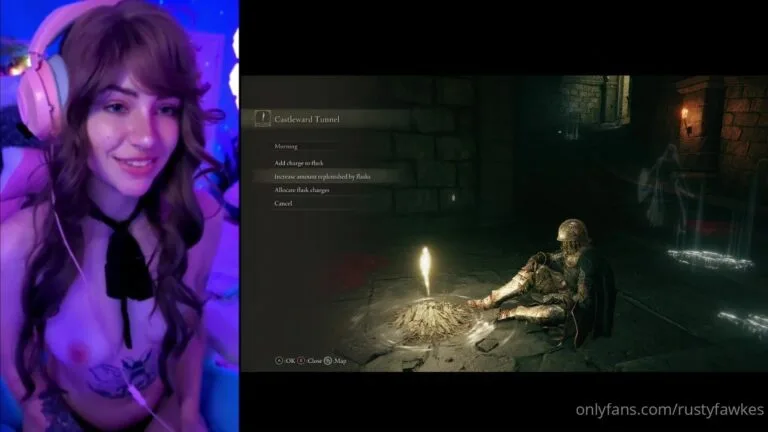 Castleward Tunnel
Morning
Add charge to flask
Increase amount replenished by flasks
Allocate flask charges
Cancel
A:OK B:Close Map
onlyfans.com/rustyfawkes